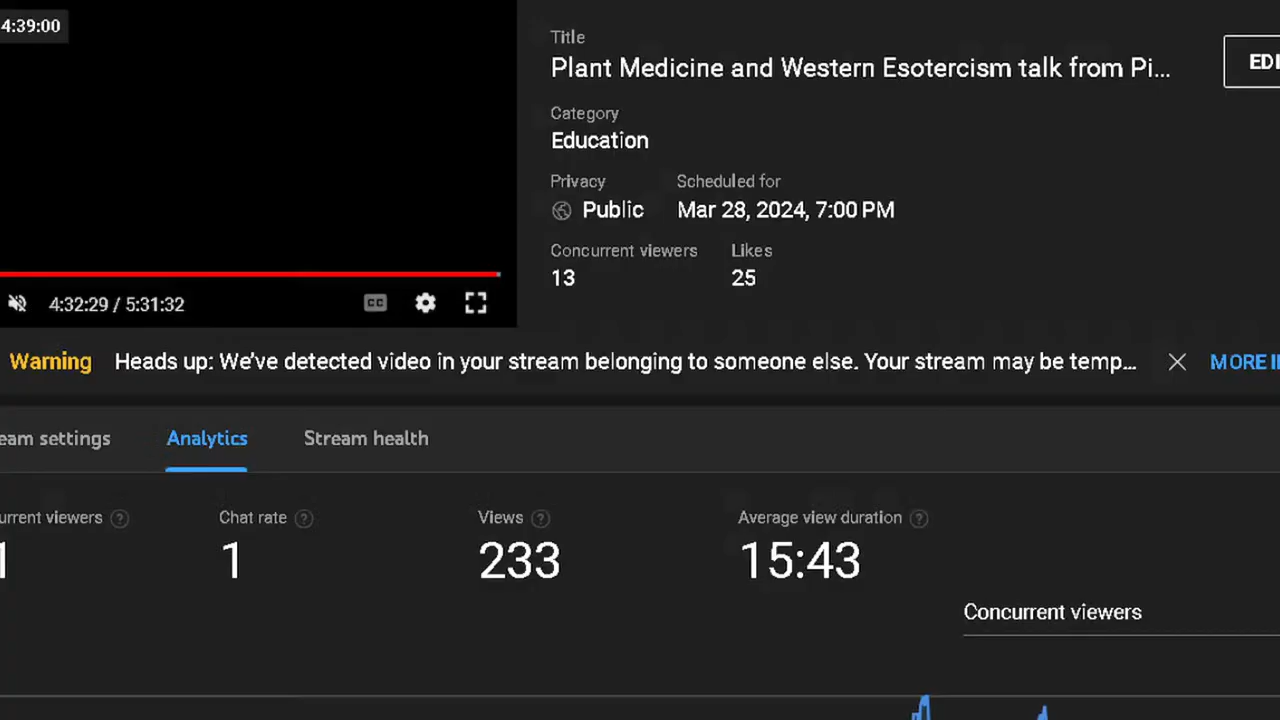 4:39:00
Title
Plant Medicine and Western Esotercism talk from Pi...
EDI
Category
Education
Privacy
Scheduled for
Public
Mar 28, 2024, 7:00 PM
Concurrent viewers
Likes
13
25
4:32:29 / 5:31:32
CC
Warning
Heads up: We've detected video in your stream belonging to someone else. Your stream may be temp...
MORE I
eam settings
Analytics
Stream health
urrent viewers
Chat rate
Views
Average view duration
1
1
233
15:43
Concurrent viewers